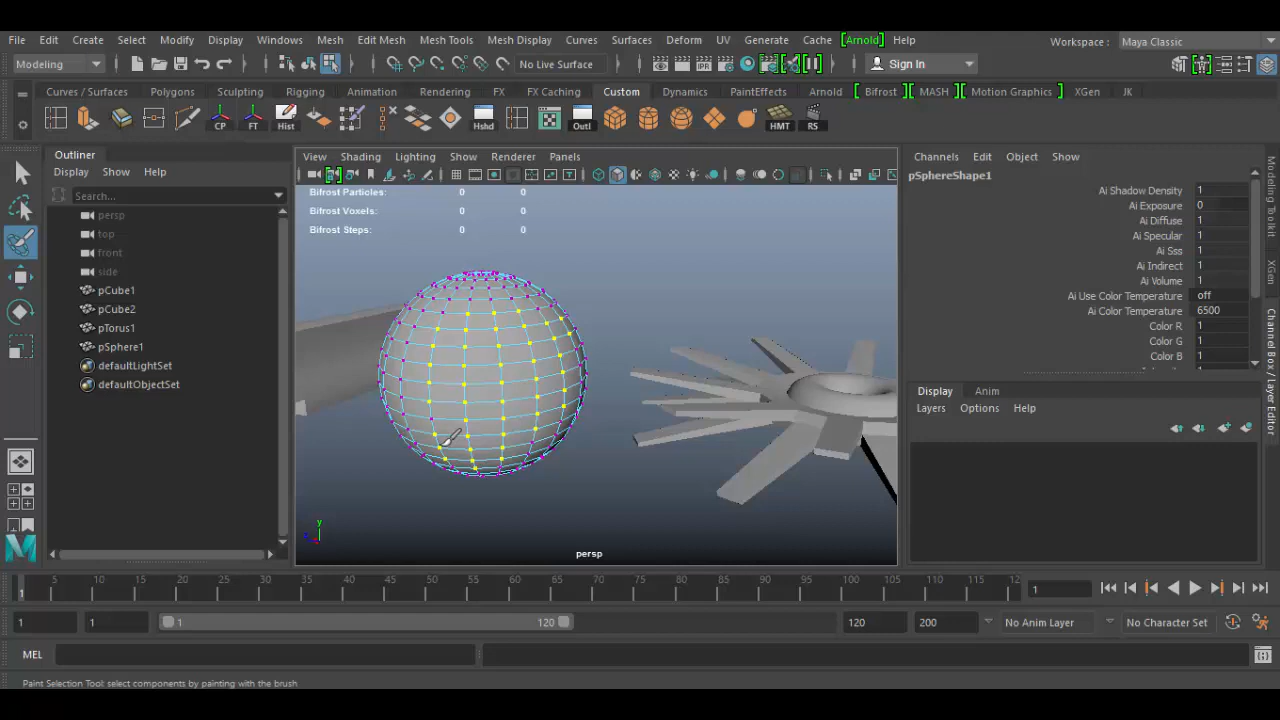 File Edit Create Select Modify Display Windows Mesh Edit Mesh Mesh Tools Mesh Display Curves Surfaces Deform UV Generate Cache [Arnold] Help
Workspace : Maya Classic
Modeling No Live Surface Sign In
Curves / Surfaces Polygons Sculpting Rigging Animation Rendering FX FX Caching Custom Dynamics PaintEffects Arnold [ Bifrost ] [ MASH ] [ Motion Graphics ] XGen JK
CP FT Hist Hshd Outl HMT RS
Outliner
Display Show Help
Search...
persp
top
front
side
pCube1
pCube2
pTorus1
pSphere1
defaultLightSet
defaultObjectSet
View Shading Lighting Show Renderer Panels
Bifrost Particles: 0 0
Bifrost Voxels: 0 0
Bifrost Steps: 0 0
y
persp
Channels Edit Object Show
pSphereShape1
Ai Shadow Density 1
Ai Exposure 0
Ai Diffuse 1
Ai Specular 1
Ai Sss 1
Ai Indirect 1
Ai Volume 1
Ai Use Color Temperature off
Ai Color Temperature 6500
Color R 1
Color G 1
Color B 1
Display Anim
Layers Options Help
Modeling Toolkit
XGen
Channel Box / Layer Editor
5 10 15 20 25 30 35 40 45 50 55 60 65 70 75 80 85 90 95 100 105 110 115 12
1 1
1 1 1 120 120 200 No Anim Layer No Character Set
MEL
Paint Selection Tool: select components by painting with the brush